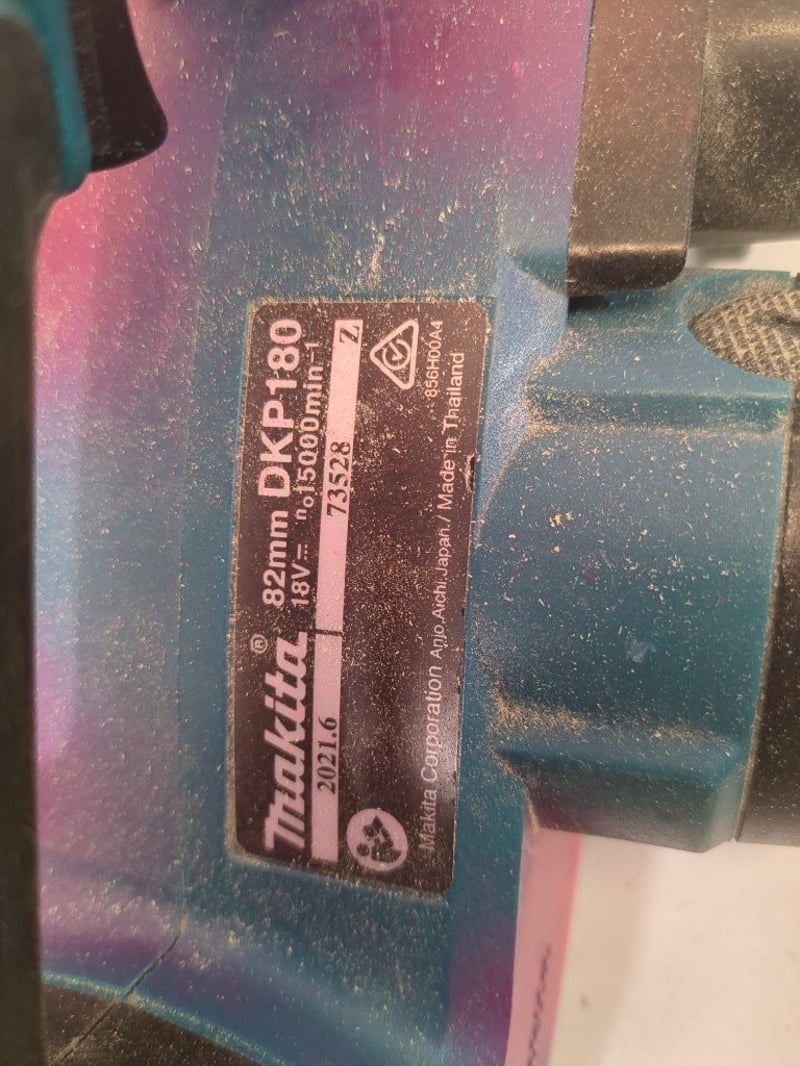 Makita® 82mm DKP180
18V⎓ n₀15000min⁻¹
2021.6 73528 Z
856H00A4
Makita Corporation Anjo,Aichi,Japan./ Made in Thailand